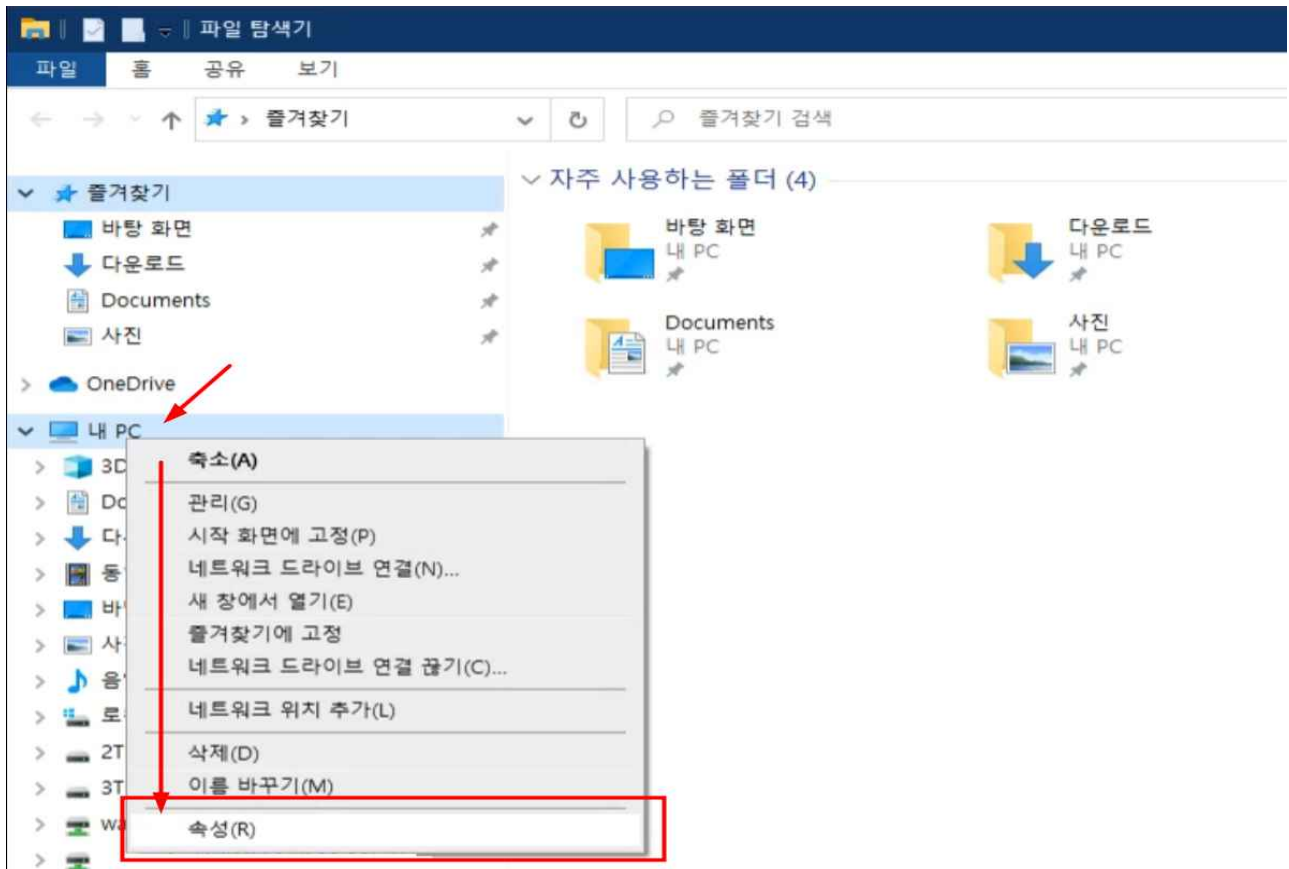 파일 탐색기
파일 홈 공유 보기
즐겨찾기
즐겨찾기 검색
즐겨찾기
바탕 화면
다운로드
Documents
사진
OneDrive
내 PC
3D
2T
3T
자주 사용하는 폴더 (4)
바탕 화면
내 PC
다운로드
내 PC
Documents
내 PC
사진
내 PC
축소(A)
관리(G)
시작 화면에 고정(P)
네트워크 드라이브 연결(N)...
새 창에서 열기(E)
즐겨찾기에 고정
네트워크 드라이브 연결 끊기(C)...
네트워크 위치 추가(L)
삭제(D)
이름 바꾸기(M)
속성(R)